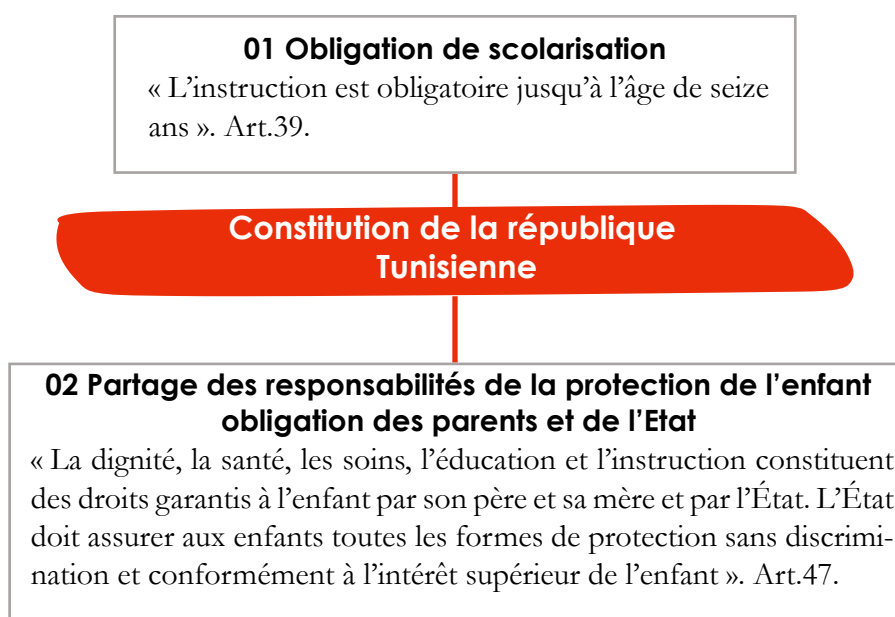 01 Obligation de scolarisation
« L’instruction est obligatoire jusqu’à l’âge de seize
ans ». Art.39.
Constitution de la république
Tunisienne
02 Partage des responsabilités de la protection de l’enfant
obligation des parents et de l’Etat
« La dignité, la santé, les soins, l’éducation et l’instruction constituent
des droits garantis à l’enfant par son père et sa mère et par l’État. L’État
doit assurer aux enfants toutes les formes de protection sans discrimi-
nation et conformément à l’intérêt supérieur de l’enfant ». Art.47.